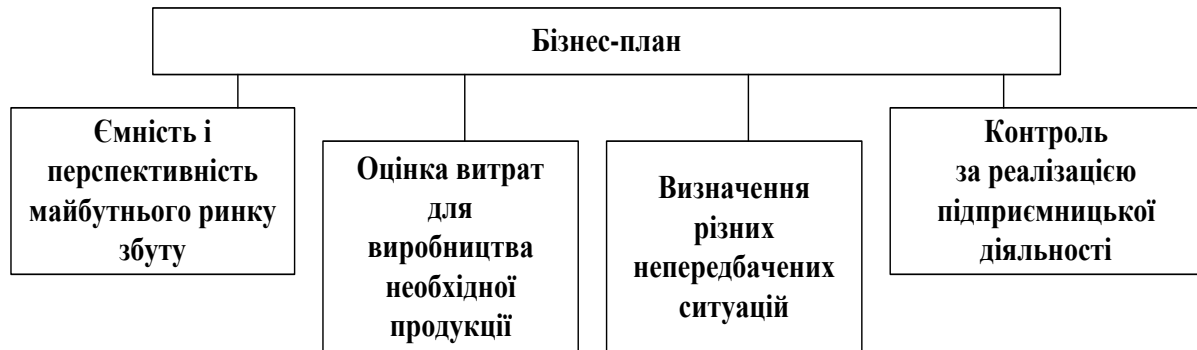 Бізнес-план
Ємність і
перспективність
майбутнього ринку
збуту
Оцінка витрат
для
виробництва
необхідної
продукції
Визначення
різних
непередбачених
ситуацій
Контроль
за реалізацією
підприємницької
діяльності